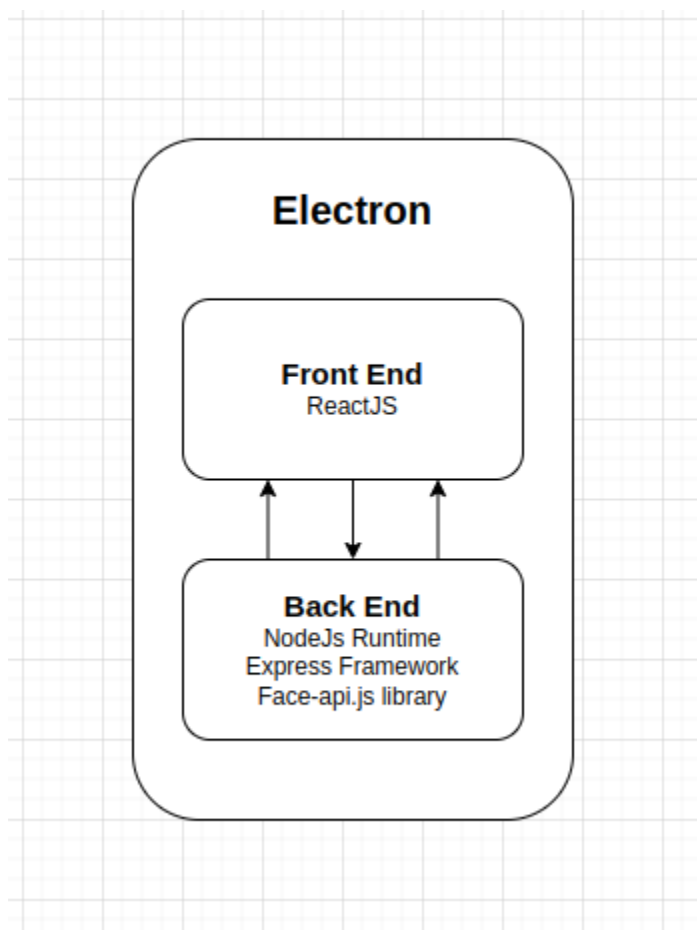 Electron
Front End
ReactJS
Back End
NodeJs Runtime
Express Framework
Face-api.js library